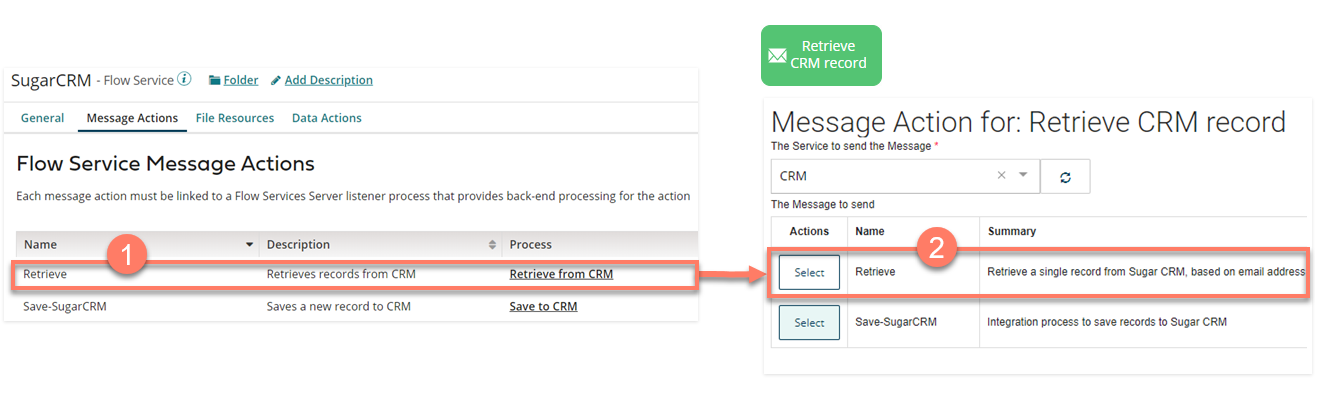 Retrieve
CRM record
SugarCRM - Flow Service i Folder Add Description
General Message Actions File Resources Data Actions
Flow Service Message Actions
Each message action must be linked to a Flow Services Server listener process that provides back-end processing for the action
Name Description Process
1
Retrieve Retrieves records from CRM Retrieve from CRM
Save-SugarCRM Saves a new record to CRM Save to CRM
Message Action for: Retrieve CRM record
The Service to send the Message *
CRM
The Message to send
Actions Name Summary
2
Select Retrieve Retrieve a single record from Sugar CRM, based on email address
Select Save-SugarCRM Integration process to save records to Sugar CRM